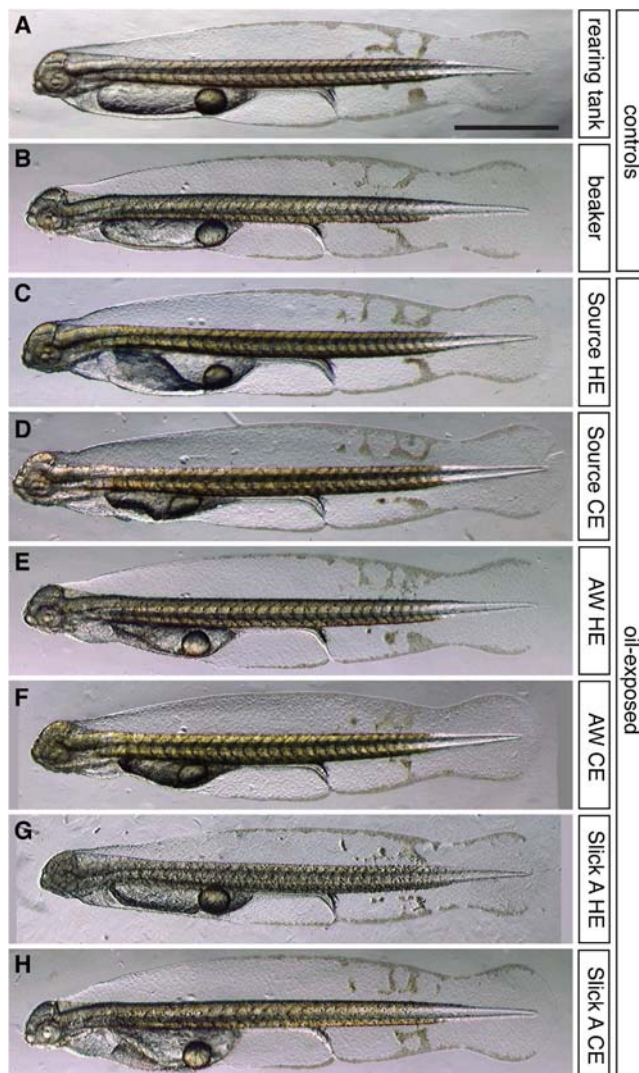 A
rearing tank
controls
B
beaker
C
Source HE
oil-exposed
D
Source CE
E
AW HE
F
AW CE
G
Slick A HE
H
Slick A CE